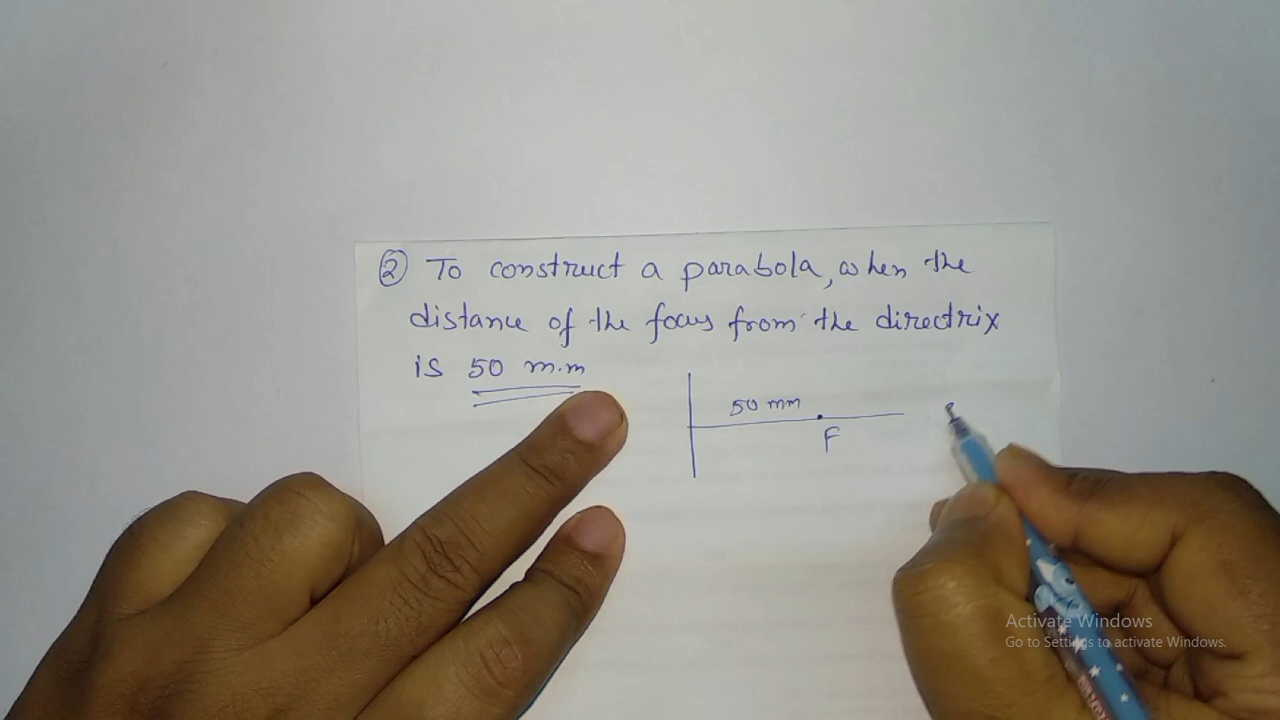 ② To construct a parabola, when the
distance of the focus from the directrix
is 50 m.m
50 mm
F
Activate Windows
Go to Settings to activate Windows.